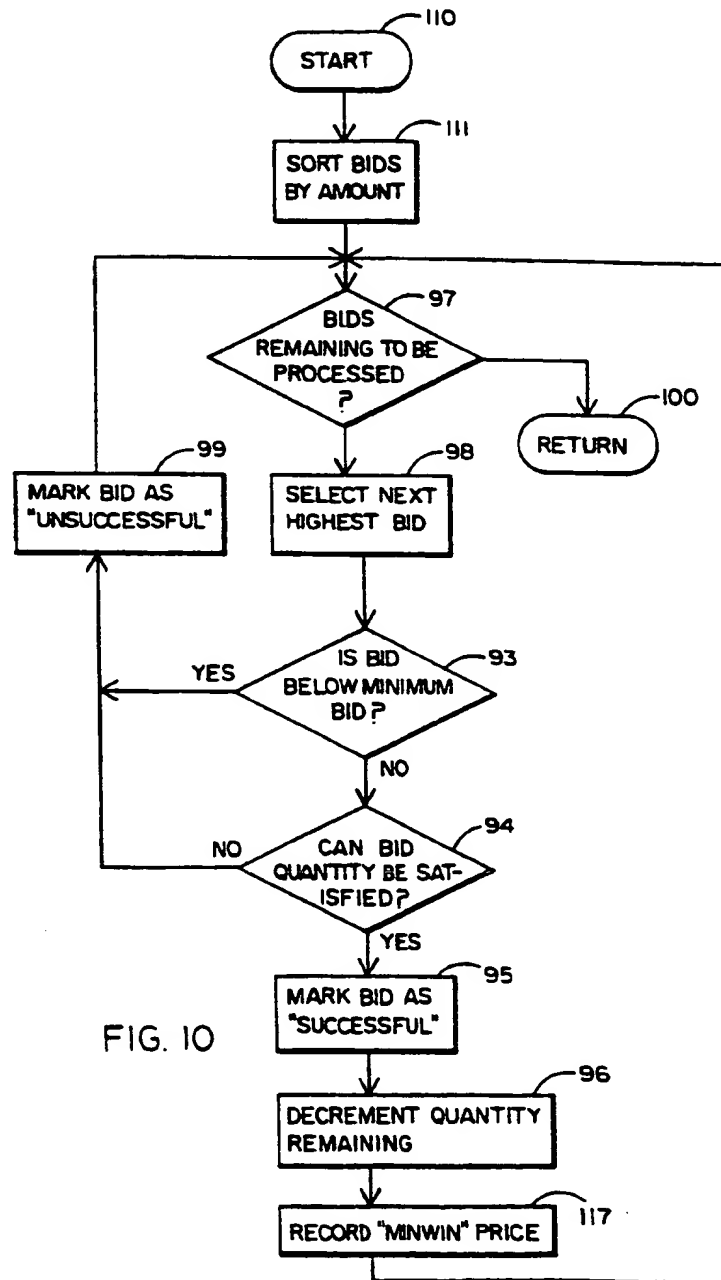 110
START
111
SORT BIDS
BY AMOUNT
97
BIDS
REMAINING TO BE
PROCESSED
?
100
RETURN
99
MARK BID AS
"UNSUCCESSFUL"
98
SELECT NEXT
HIGHEST BID
93
IS BID
BELOW MINIMUM
BID?
YES
NO
94
CAN BID
QUANTITY BE SAT-
ISFIED?
NO
YES
95
MARK BID AS
"SUCCESSFUL"
FIG. 10
96
DECREMENT QUANTITY
REMAINING
117
RECORD "MINWIN" PRICE